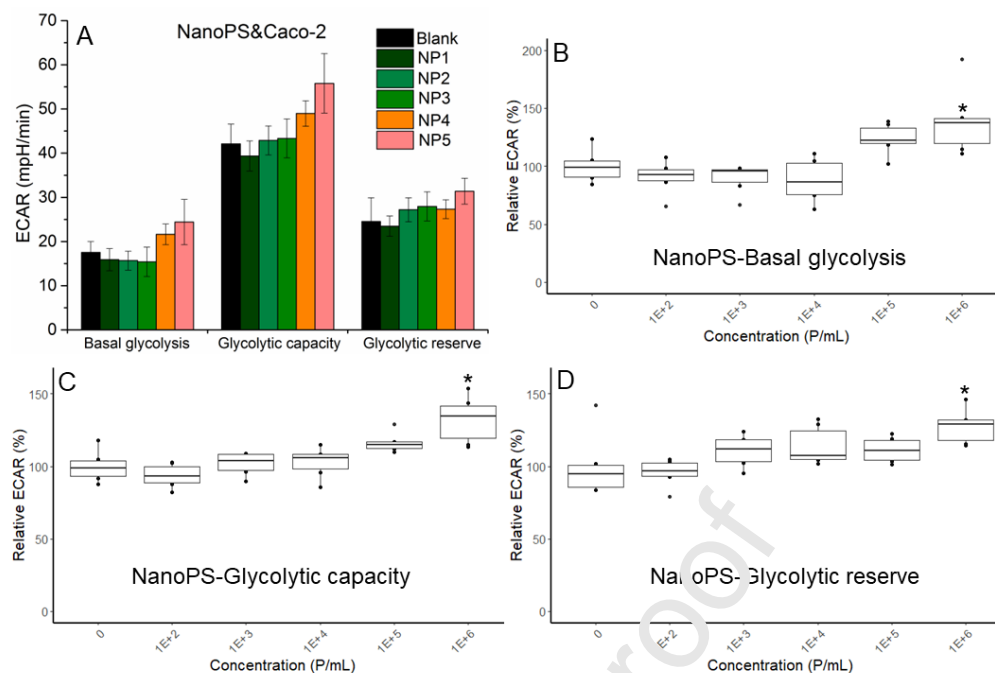 A
NanoPS&Caco-2
Blank
NP1
NP2
NP3
NP4
NP5
ECAR (mpH/min)
70
60
50
40
30
20
10
0
Basal glycolysis
Glycolytic capacity
Glycolytic reserve
B
Relative ECAR (%)
200
150
100
50
0
*
NanoPS-Basal glycolysis
0
1E+2
1E+3
1E+4
1E+5
1E+6
Concentration (P/mL)
C
Relative ECAR (%)
150
100
50
0
*
NanoPS-Glycolytic capacity
0
1E+2
1E+3
1E+4
1E+5
1E+6
Concentration (P/mL)
D
Relative ECAR (%)
150
100
50
0
*
NanoPS-Glycolytic reserve
0
1E+2
1E+3
1E+4
1E+5
1E+6
Concentration (P/mL)
roof